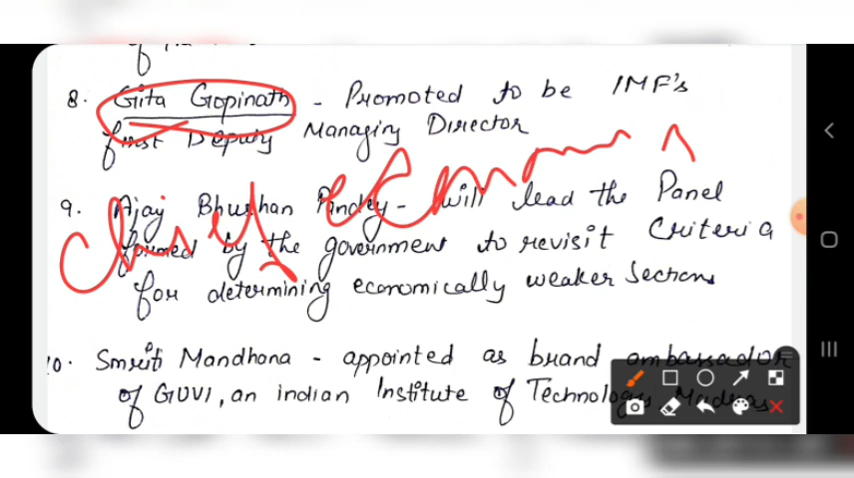 8. Gita Gopinath - Promoted to be IMF's
first Deputy Managing Director
Chief economis
9. Ajay Bhushan Pandey - will lead the Panel
formed by the government to revisit Criteria
for determining economically weaker Sections
10. Smriti Mandhana - appointed as brand ambassador
of GUVI, an indian Institute of Technology Madras